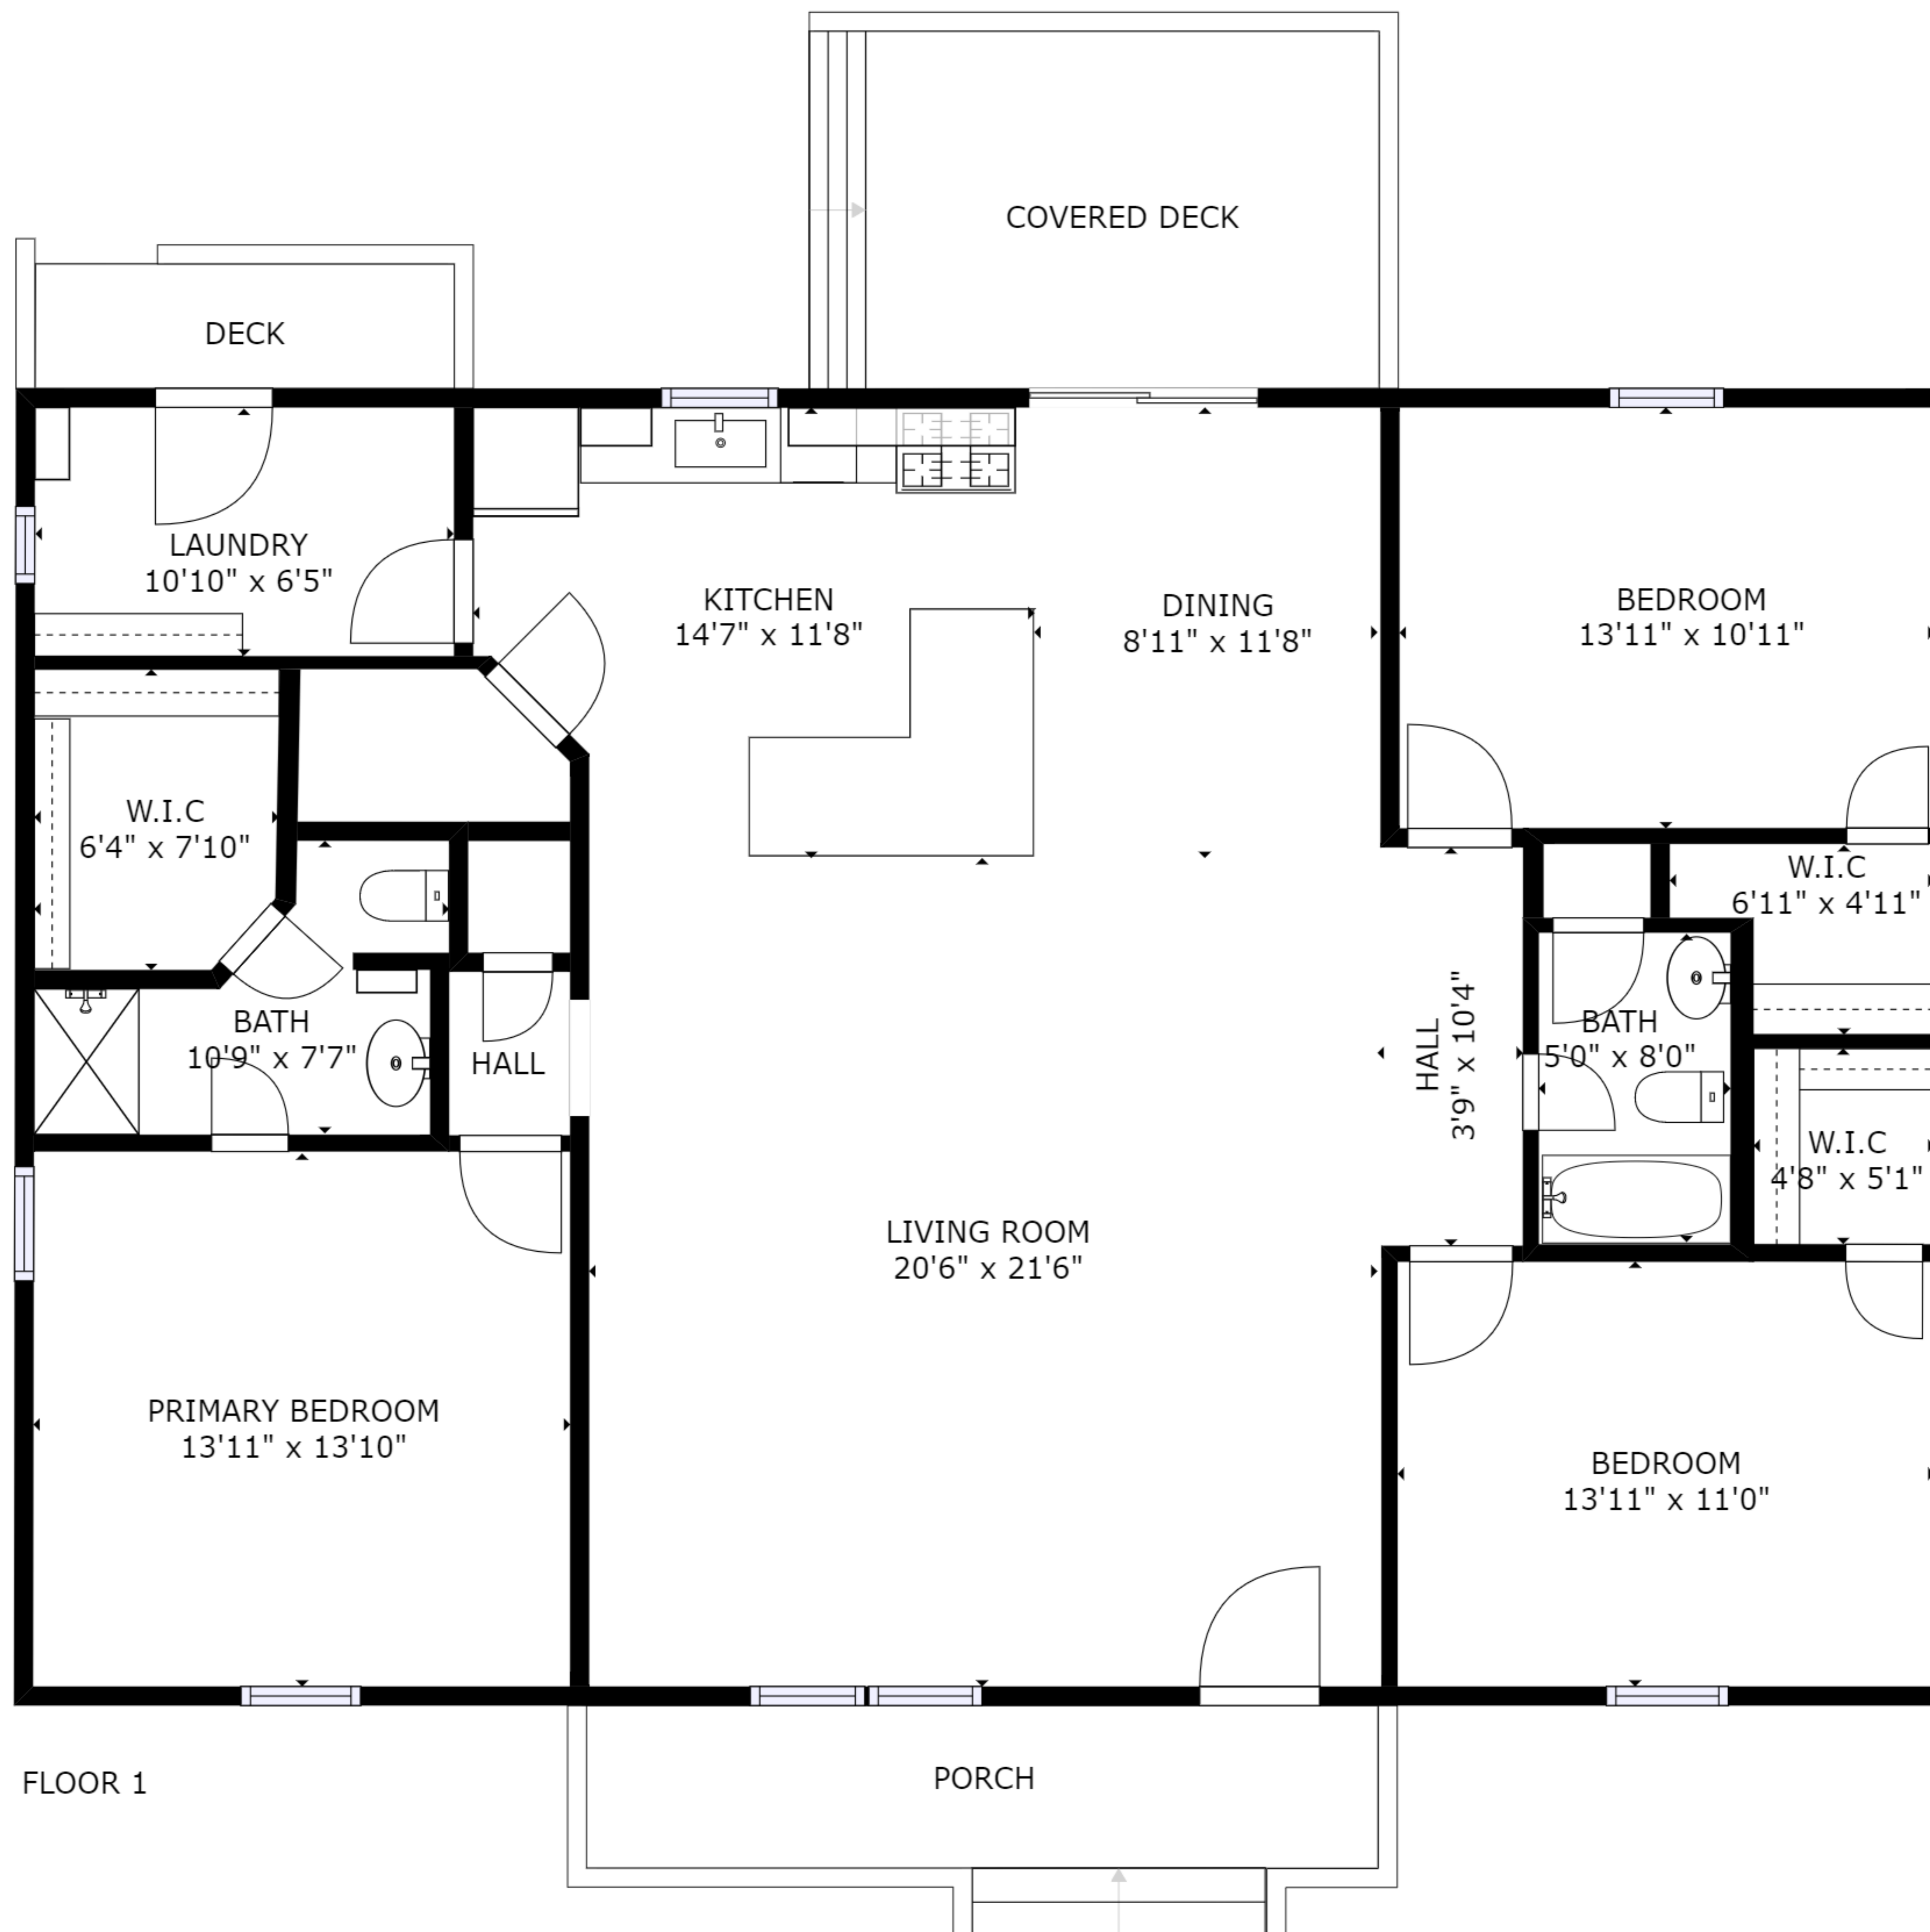 COVERED DECK
DECK
LAUNDRY
10'10" x 6'5"
KITCHEN
14'7" x 11'8"
DINING
8'11" x 11'8"
BEDROOM
13'11" x 10'11"
W.I.C
6'4" x 7'10"
W.I.C
6'11" x 4'11"
BATH
10'9" x 7'7"
HALL
HALL
3'9" x 10'4"
BATH
5'0" x 8'0"
W.I.C
4'8" x 5'1"
LIVING ROOM
20'6" x 21'6"
PRIMARY BEDROOM
13'11" x 13'10"
BEDROOM
13'11" x 11'0"
PORCH
FLOOR 1